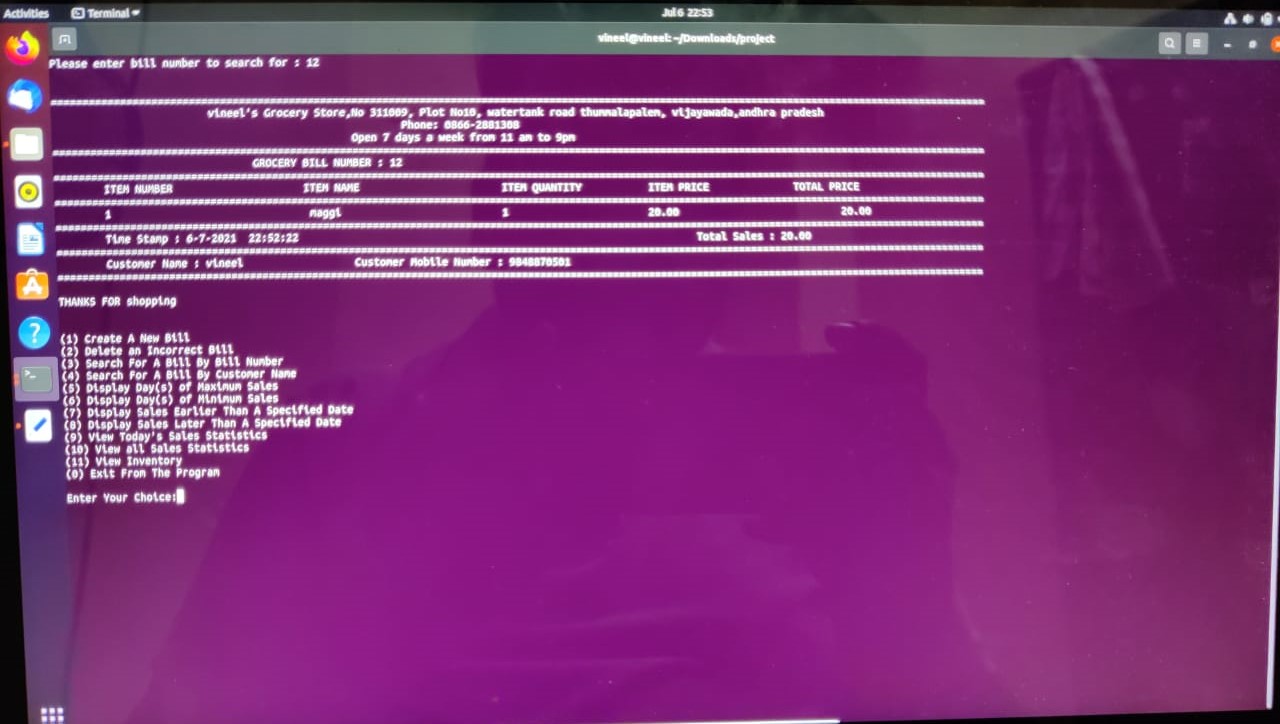 Activities Terminal Jul 6 22:53
vineel@vineel: ~/Downloads/project
Please enter bill number to search for : 12
vineel's Grocery Store,No 311009, Plot No10, watertank road thummalapalem, vijayawada,andhra pradesh
Phone: 0866-2881308
Open 7 days a week from 11 am to 9pm
GROCERY BILL NUMBER : 12
ITEM NUMBER ITEM NAME ITEM QUANTITY ITEM PRICE TOTAL PRICE
1 maggi 1 20.00 20.00
Time Stamp : 6-7-2021 22:52:22 Total Sales : 20.00
Customer Name : vineel Customer Mobile Number : 9848870501
THANKS FOR shopping
(1) Create A New Bill
(2) Delete an Incorrect Bill
(3) Search For A Bill By Bill Number
(4) Search For A Bill By Customer Name
(5) Display Day(s) of Maximum Sales
(6) Display Day(s) of Minimum Sales
(7) Display Sales Earlier Than A Specified Date
(8) Display Sales Later Than A Specified Date
(9) View Today's Sales Statistics
(10) View all Sales Statistics
(11) View Inventory
(0) Exit From The Program
Enter Your Choice: